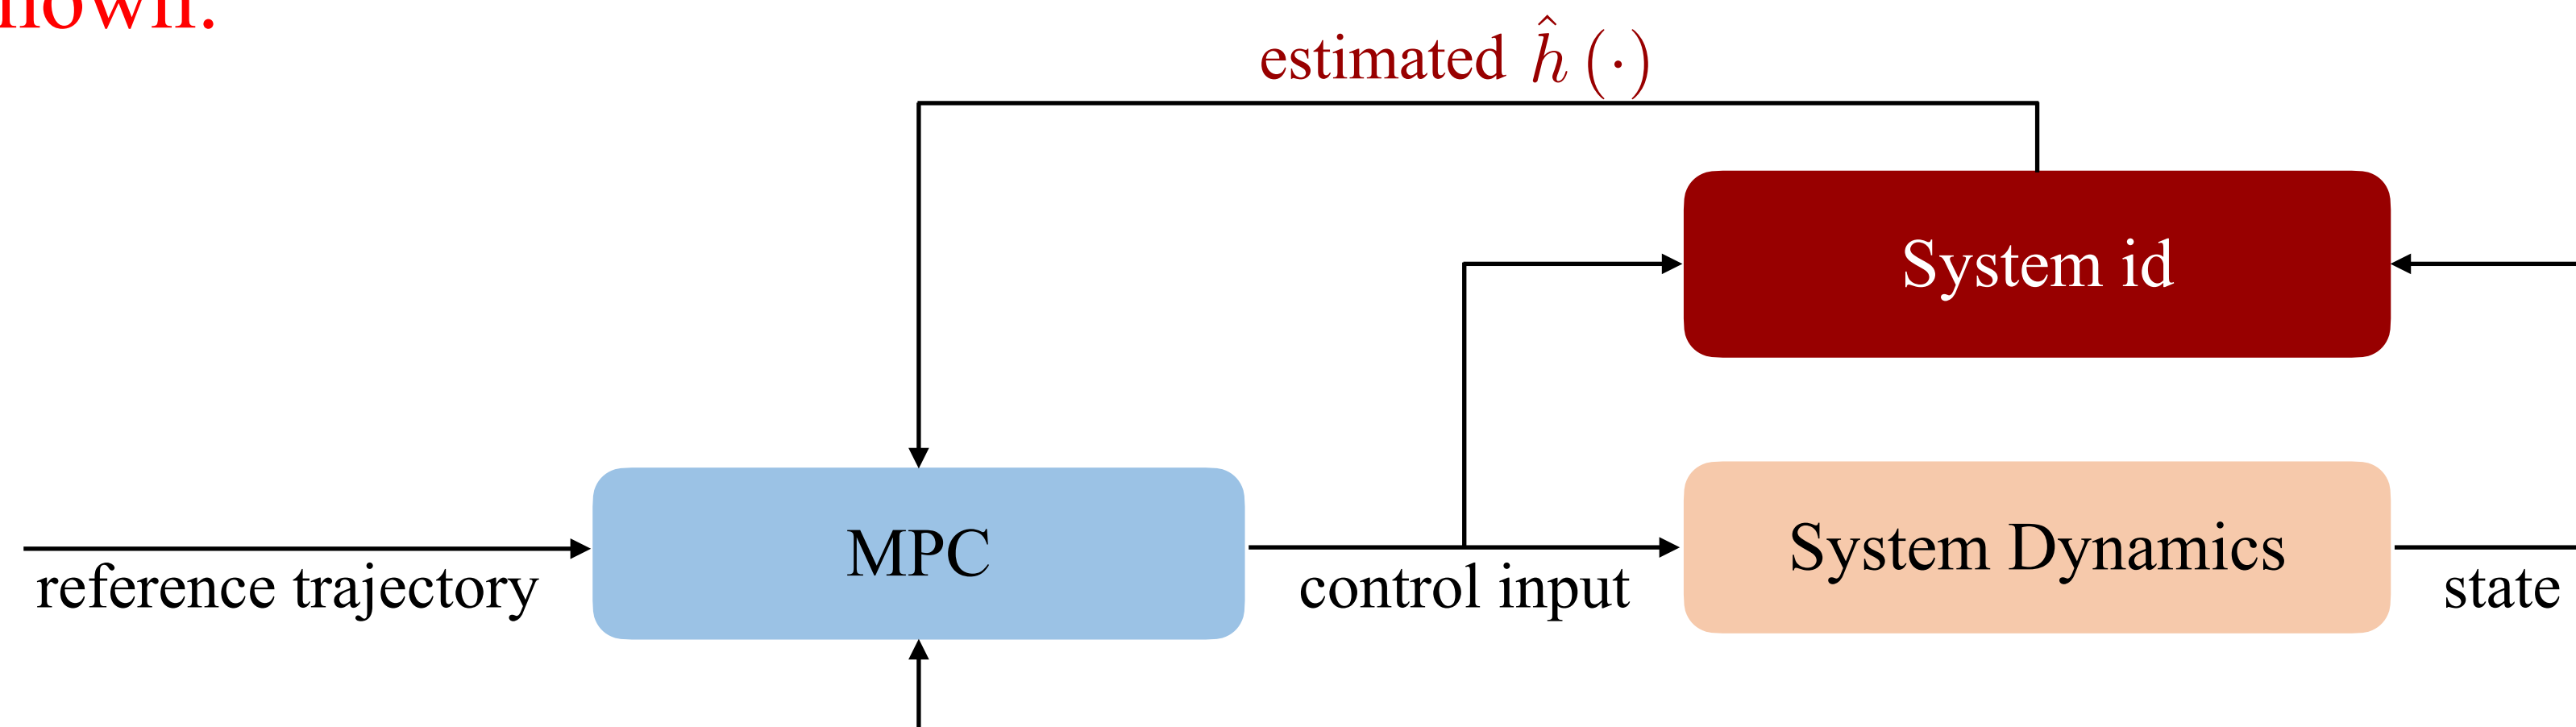 estimated ĥ (·)
System id
MPC
System Dynamics
reference trajectory
control input
state